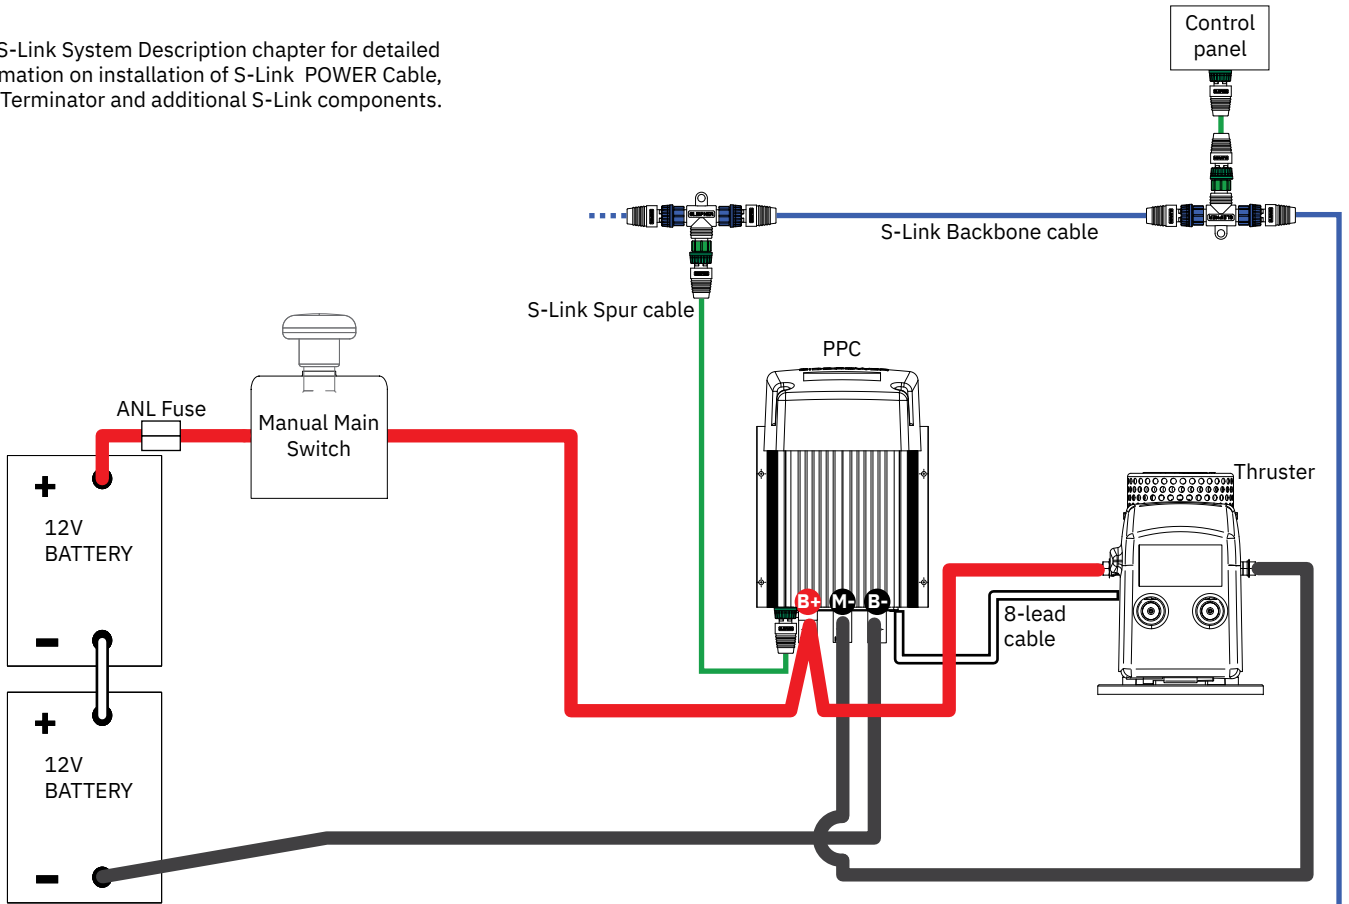 S-Link System Description chapter for detailed
mation on installation of S-Link POWER Cable,
Terminator and additional S-Link components.
Control
panel
S-Link Backbone cable
S-Link Spur cable
PPC
ANL Fuse
Manual Main
Switch
Thruster
+
12V
BATTERY
-
B+
M-
B-
8-lead
cable
+
12V
BATTERY
-